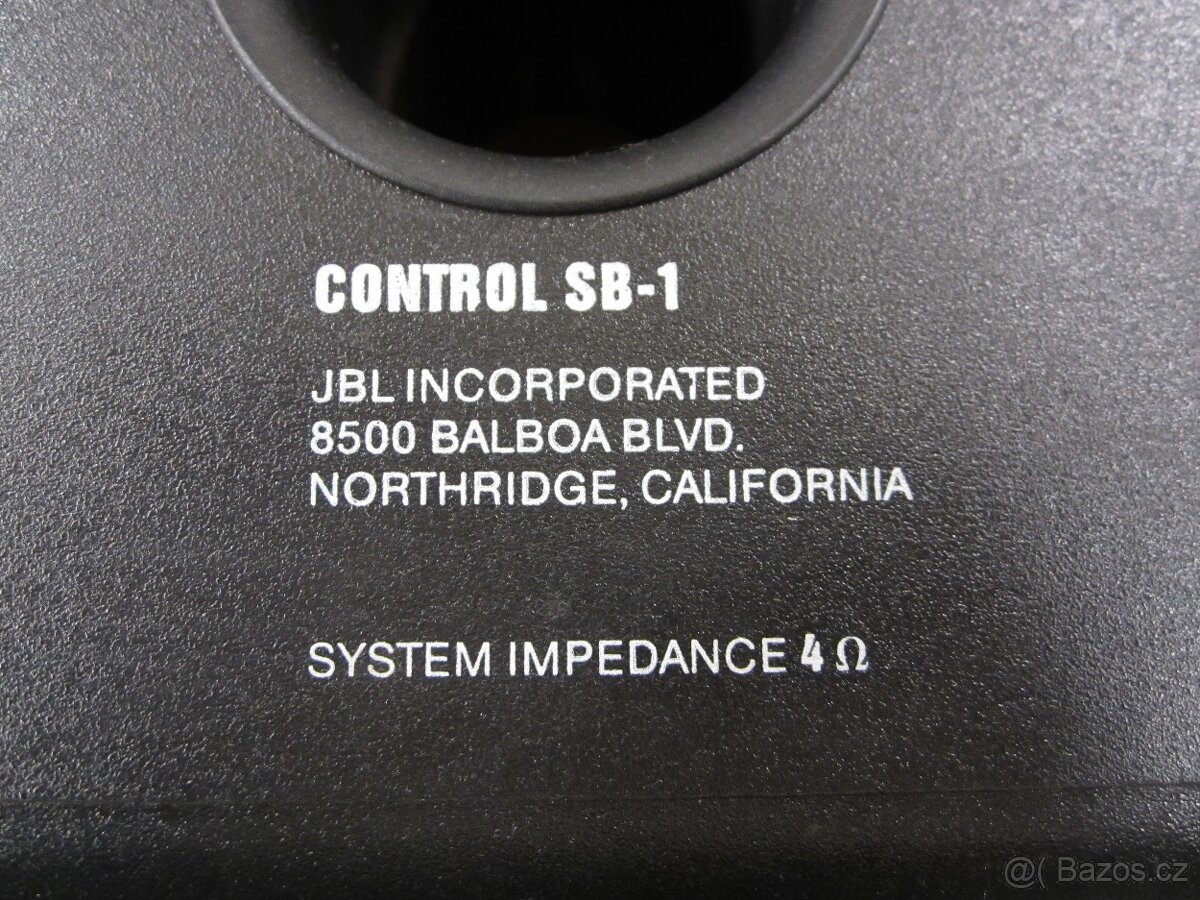 CONTROL SB-1
JBL INCORPORATED
8500 BALBOA BLVD.
NORTHRIDGE, CALIFORNIA
SYSTEM IMPEDANCE 4 Ω
@( Bazos.cz